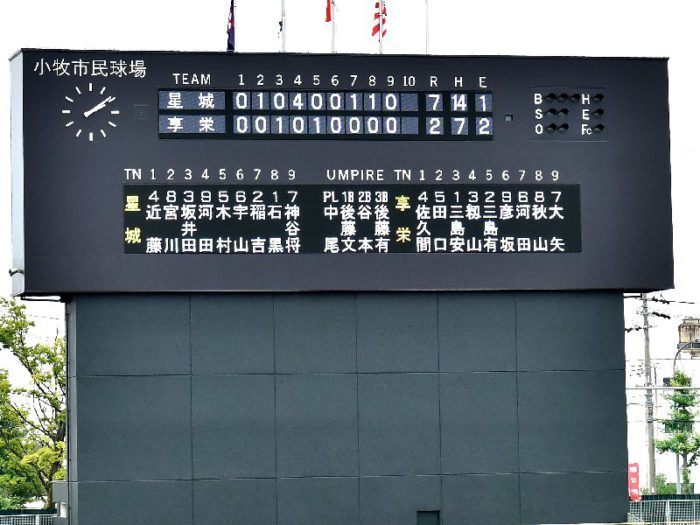 小牧市民球場
TEAM 1 2 3 4 5 6 7 8 9 10 R H E
星城 0 1 0 4 0 0 1 1 0 7 14 1
享栄 0 0 1 0 1 0 0 0 0 2 7 2
B H
S E
O Fc
TN 1 2 3 4 5 6 7 8 9 UMPIRE TN 1 2 3 4 5 6 7 8 9
4 8 3 9 5 6 2 1 7 PL 1B 2B 3B 4 5 1 3 2 9 6 8 7
星城
近藤
宮川
坂井田
河田
木村
宇山
稲吉
石黒
神谷将
中尾
後藤文
谷本
後藤有
享栄
佐久間
田口
三島安
籾山
三島有
彦坂
河田
秋山
大矢